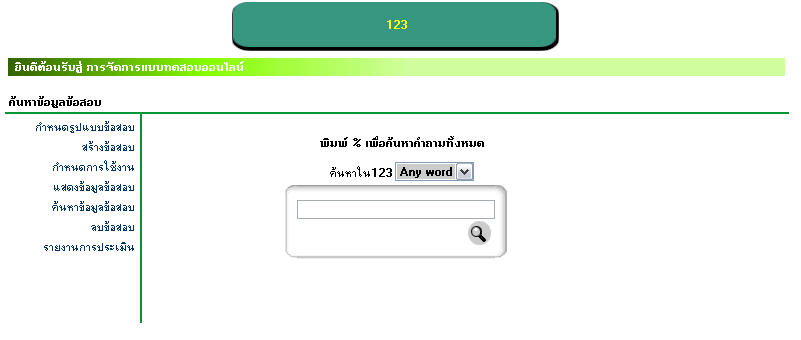 123
ยินดีต้อนรับสู่ การจัดการแบบทดสอบออนไลน์
ค้นหาข้อมูลข้อสอบ
กำหนดรูปแบบข้อสอบ
สร้างข้อสอบ
กำหนดการใช้งาน
แสดงข้อมูลข้อสอบ
ค้นหาข้อมูลข้อสอบ
ลบข้อสอบ
รายงานการประเมิน
พิมพ์ % เพื่อค้นหาคำถามทั้งหมด
ค้นหาใน 123 Any word